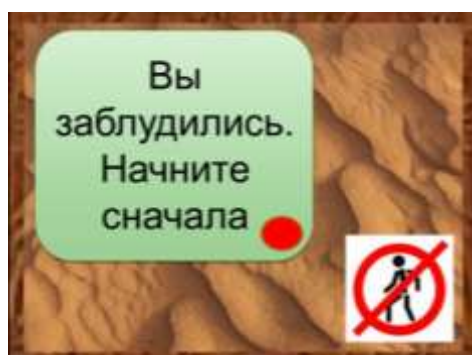 Вы
заблудились.
Начните
сначала